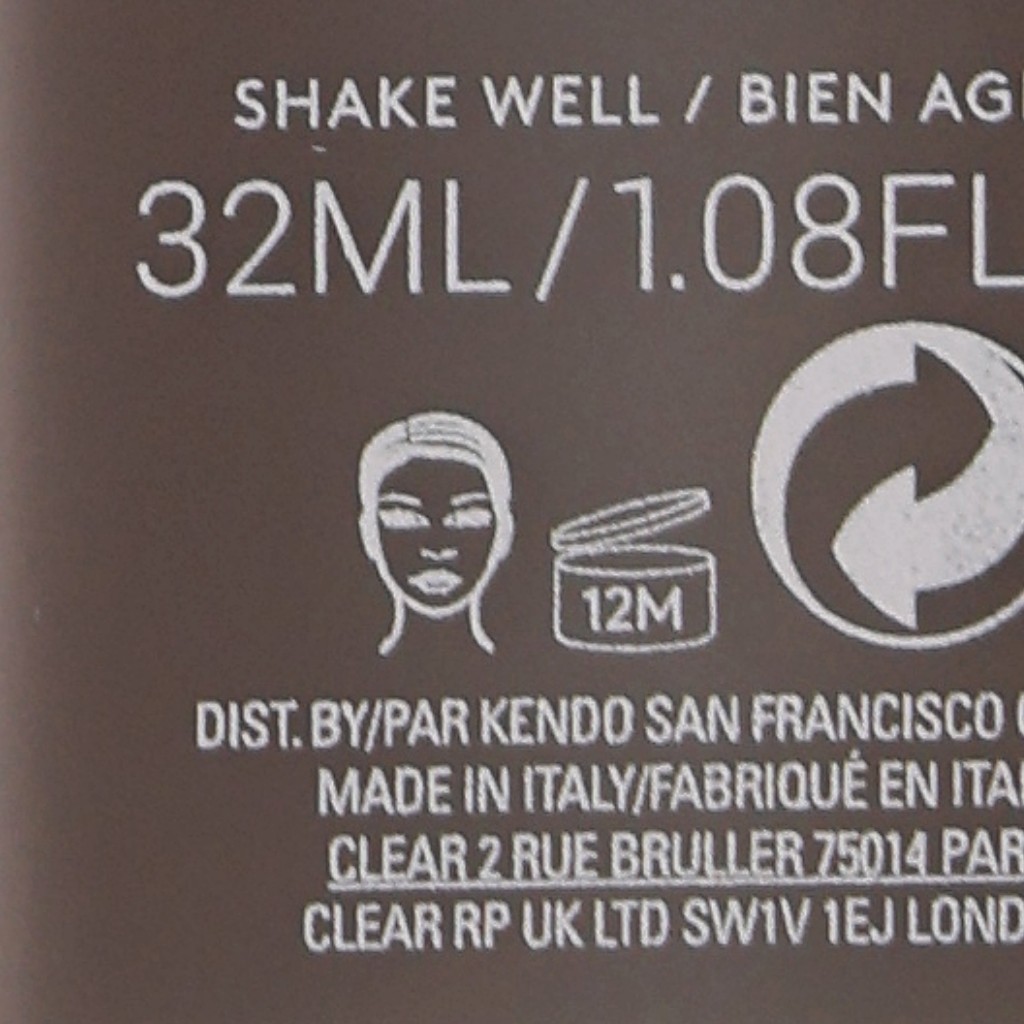 SHAKE WELL / BIEN AG
32ML/1.08FL
12M
DIST. BY/PAR KENDO SAN FRANCISCO
MADE IN ITALY/FABRIQUÉ EN ITA
CLEAR 2 RUE BRULLER 75014 PAR
CLEAR RP UK LTD SW1V 1EJ LOND